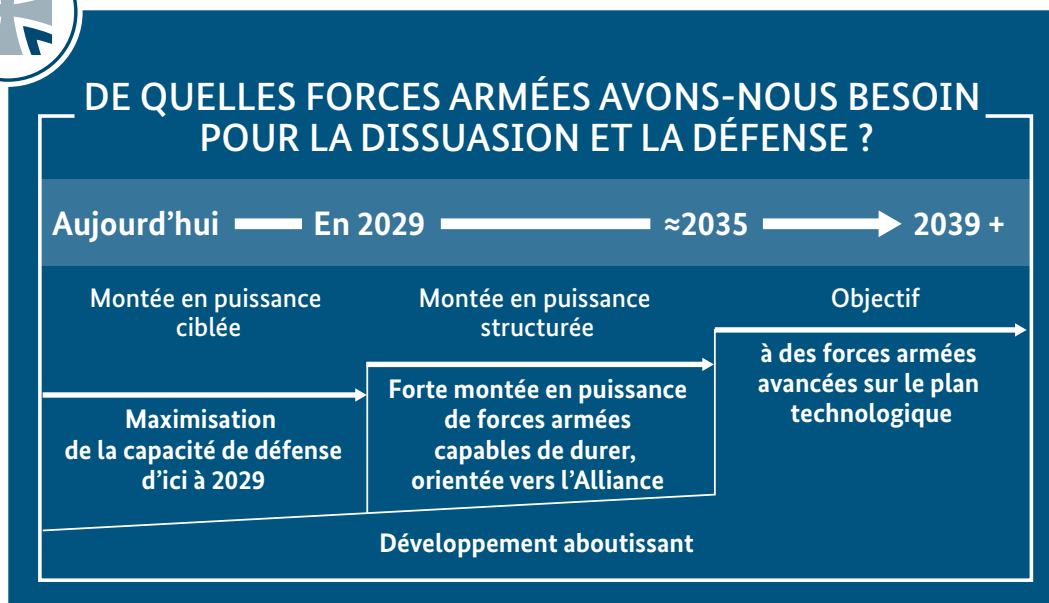 DE QUELLES FORCES ARMÉES AVONS-NOUS BESOIN
POUR LA DISSUASION ET LA DÉFENSE ?
Aujourd’hui En 2029 ≈2035 2039 +
Montée en puissance
ciblée
Maximisation
de la capacité de défense
d’ici à 2029
Montée en puissance
structurée
Forte montée en puissance
de forces armées
capables de durer,
orientée vers l’Alliance
Développement aboutissant
Objectif
à des forces armées
avancées sur le plan
technologique